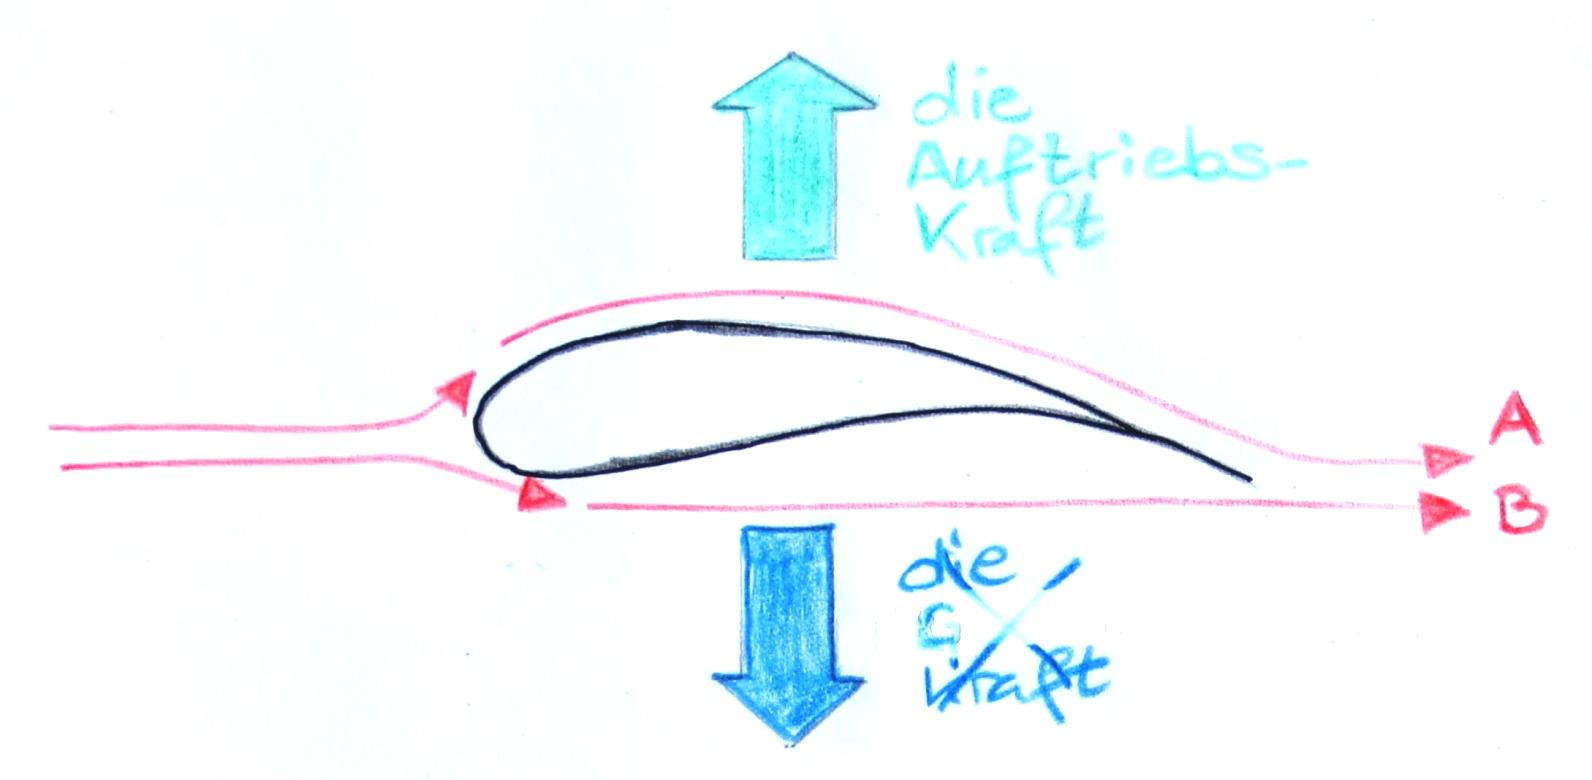 die
Auftriebs-
Kraft
A
B
die
G
Kraft